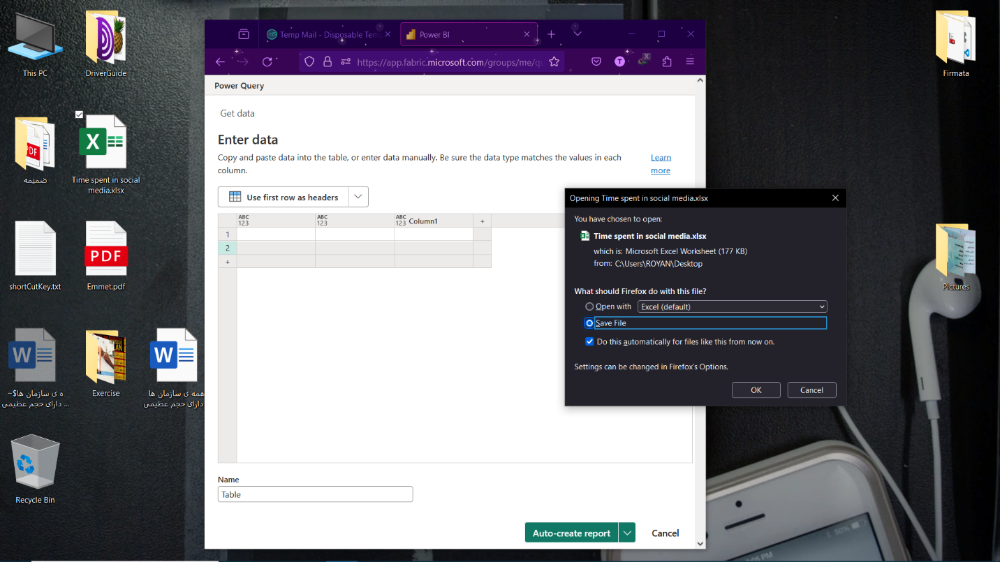 This PC
DriverGuide
ضمیمه
Time spent in social
media.xlsx
shortCutKey.txt
PDF
Emmet.pdf
~$ه ی سازمان ها
دارای حجم عظیمی ...
Exercise
همه ی سازمان ها
دارای حجم عظیمی
Recycle Bin
Temp Mail - Disposable Tem
Power BI
https://app.fabric.microsoft.com/groups/me/qu
T
X
Power Query
Get data
Enter data
Copy and paste data into the table, or enter data manually. Be sure the data type matches the values in each
column.
Learn
more
Use first row as headers
ABC
123
ABC
123
ABC
123 Column1
+
1
2
+
Name
Table
Auto-create report
Cancel
Opening Time spent in social media.xlsx
You have chosen to open:
Time spent in social media.xlsx
which is: Microsoft Excel Worksheet (177 KB)
from: C:\Users\ROYAN\Desktop
What should Firefox do with this file?
Open with
Excel (default)
Save File
Do this automatically for files like this from now on.
Settings can be changed in Firefox's Options.
OK
Cancel
Firmata
Pictures
50%